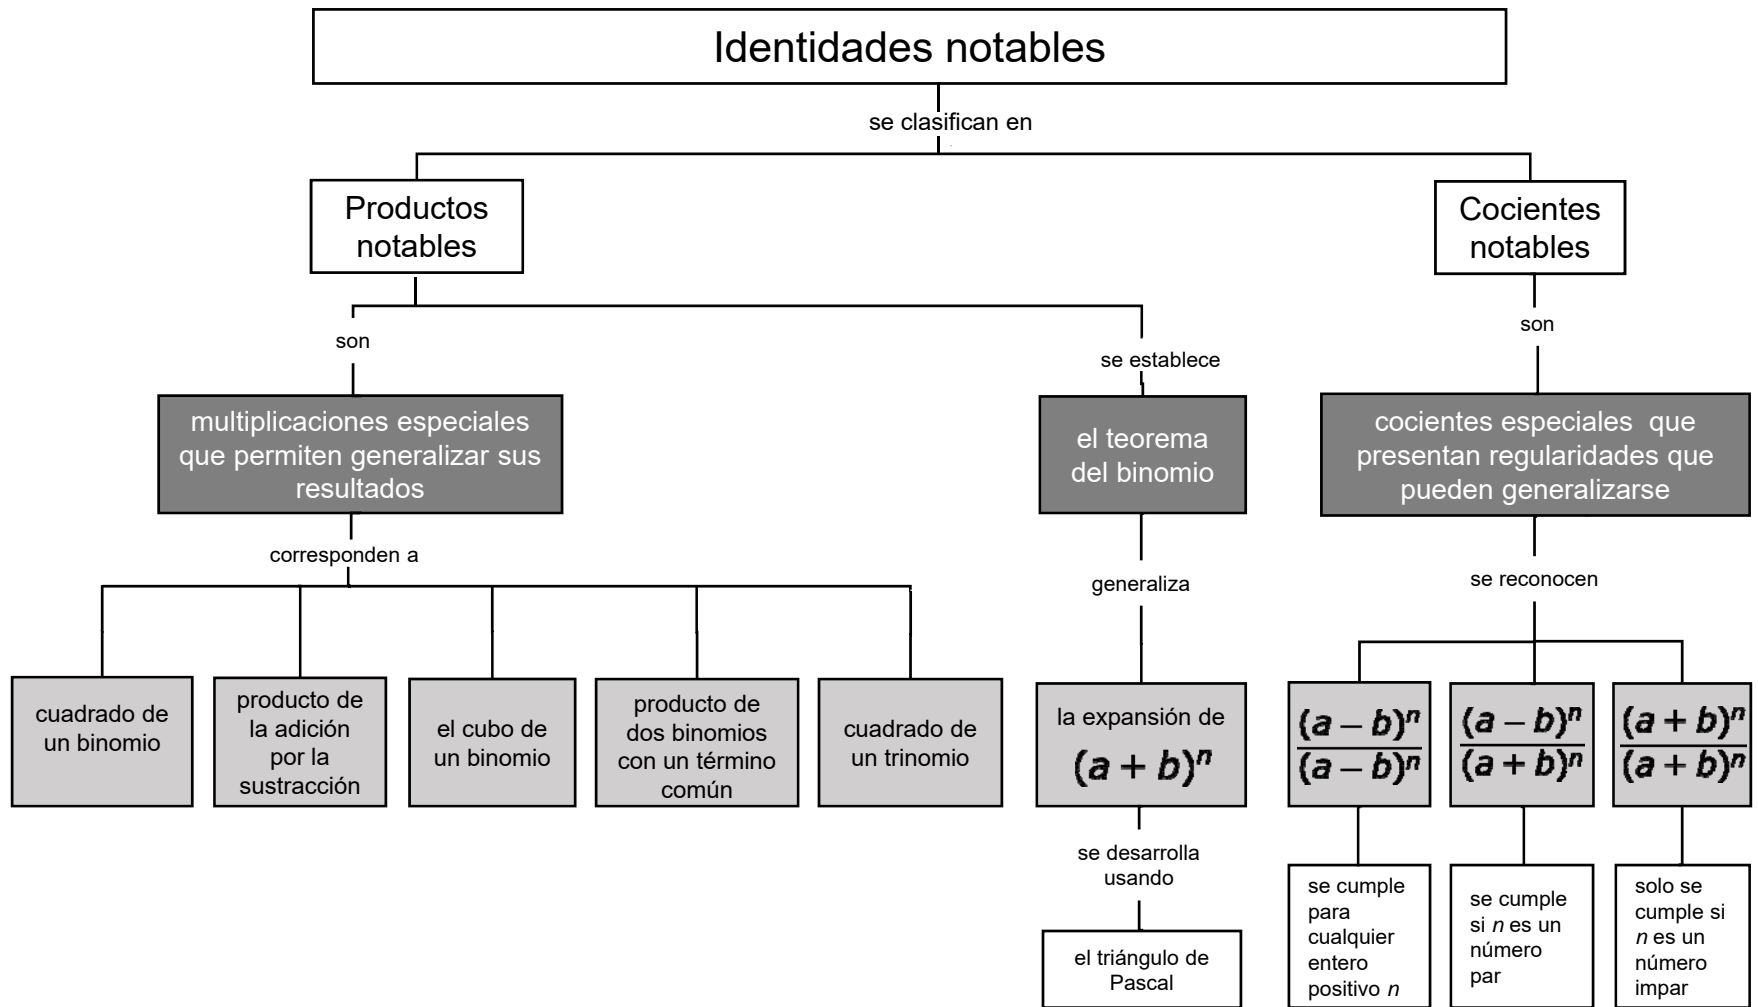 Identidades notables
se clasifican en
Productos
notables
Cocientes
notables
son
se establece
son
multiplicaciones especiales
que permiten generalizar sus
resultados
el teorema
del binomio
cocientes especiales que
presentan regularidades que
pueden generalizarse
corresponden a
generaliza
se reconocen
cuadrado de
un binomio
producto de
la adición
por la
sustracción
el cubo de
un binomio
producto de
dos binomios
con un término
común
cuadrado de
un trinomio
la expansión de
(a + b)ⁿ
(a – b)ⁿ
(a – b)ⁿ
(a – b)ⁿ
(a + b)ⁿ
(a + b)ⁿ
(a + b)ⁿ
se desarrolla
usando
el triángulo de
Pascal
se cumple
para
cualquier
entero
positivo n
se cumple
si n es un
número
par
solo se
cumple si
n es un
número
impar